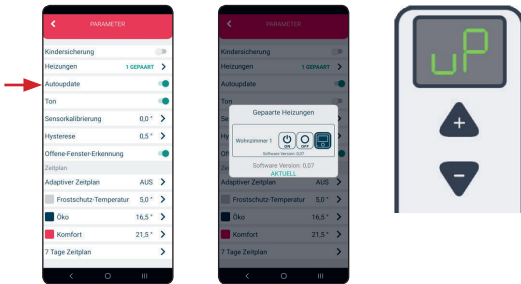 PARAMETER
Kindersicherung
Heizungen 1 GEPAART
Autoupdate
Ton
Sensorkalibrierung 0,0 °
Hysterese 0,5 °
Offene-Fenster-Erkennung
Zeitplan
Adaptiver Zeitplan AUS
Frostschutz-Temperatur 5,0 °
Öko 16,5 °
Komfort 21,5 °
7 Tage Zeitplan
PARAMETER
Kindersicherung
Heizungen 1 GEPAART
Autoupdate
Ton
Gepaarte Heizungen
Wohnzimmer 1 ON OFF
Software Version: 0,07
Software Version: 0,07
AKTUELL
Adaptiver Zeitplan AUS
Frostschutz-Temperatur 5,0 °
Öko 16,5 °
Komfort 21,5 °
7 Tage Zeitplan
uP
+
−